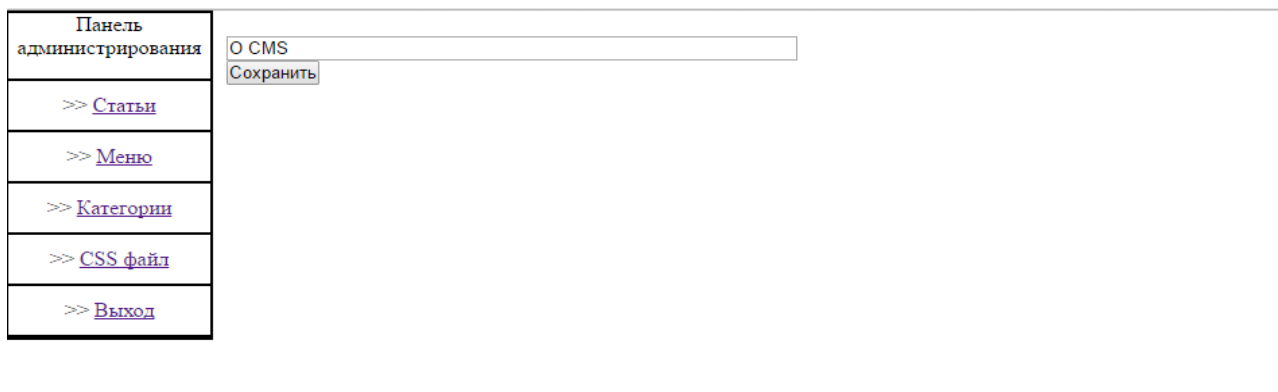 Панель
администрирования
>> Статьи
>> Меню
>> Категории
>> CSS файл
>> Выход
О CMS
Сохранить